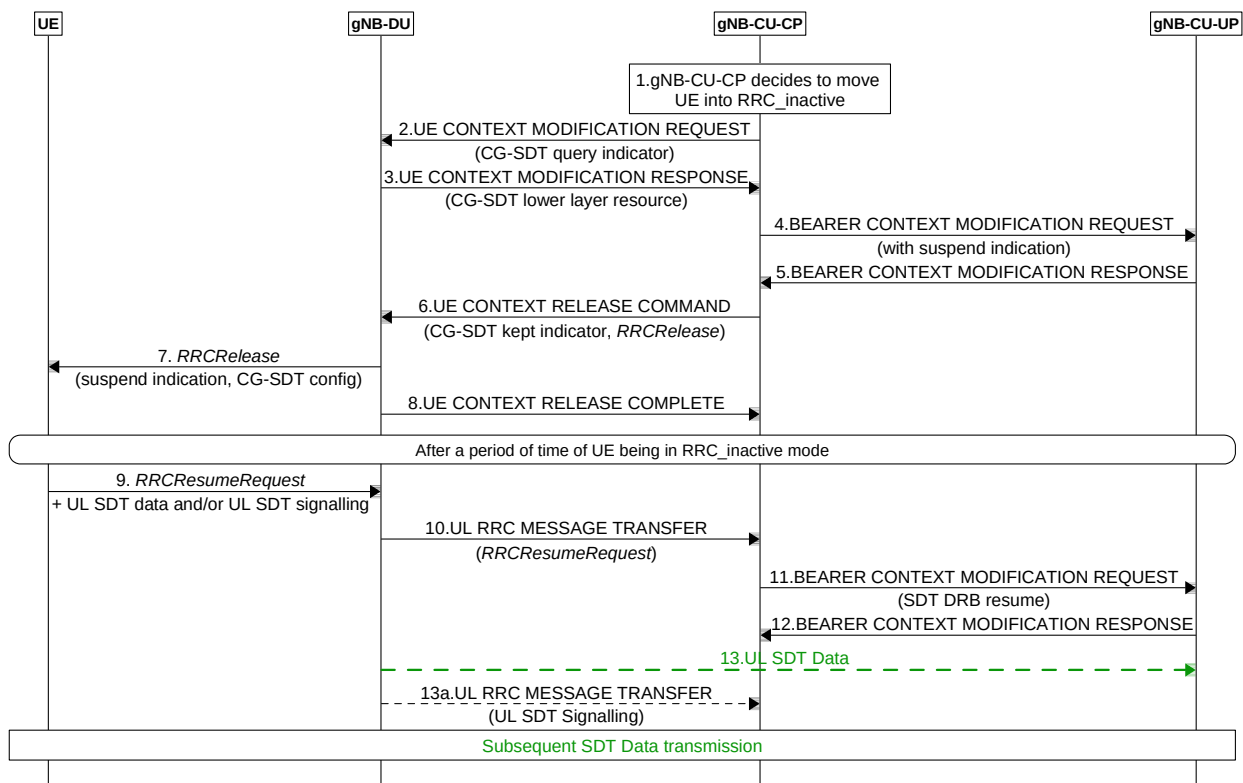 UE
gNB-DU
gNB-CU-CP
gNB-CU-UP
1.gNB-CU-CP decides to move
UE into RRC_inactive
2.UE CONTEXT MODIFICATION REQUEST
(CG-SDT query indicator)
3.UE CONTEXT MODIFICATION RESPONSE
(CG-SDT lower layer resource)
4.BEARER CONTEXT MODIFICATION REQUEST
(with suspend indication)
5.BEARER CONTEXT MODIFICATION RESPONSE
6.UE CONTEXT RELEASE COMMAND
(CG-SDT kept indicator, RRCRelease)
7. RRCRelease
(suspend indication, CG-SDT config)
8.UE CONTEXT RELEASE COMPLETE
After a period of time of UE being in RRC_inactive mode
9. RRCResumeRequest
+ UL SDT data and/or UL SDT signalling
10.UL RRC MESSAGE TRANSFER
(RRCResumeRequest)
11.BEARER CONTEXT MODIFICATION REQUEST
(SDT DRB resume)
12.BEARER CONTEXT MODIFICATION RESPONSE
13.UL SDT Data
13a.UL RRC MESSAGE TRANSFER
(UL SDT Signalling)
Subsequent SDT Data transmission